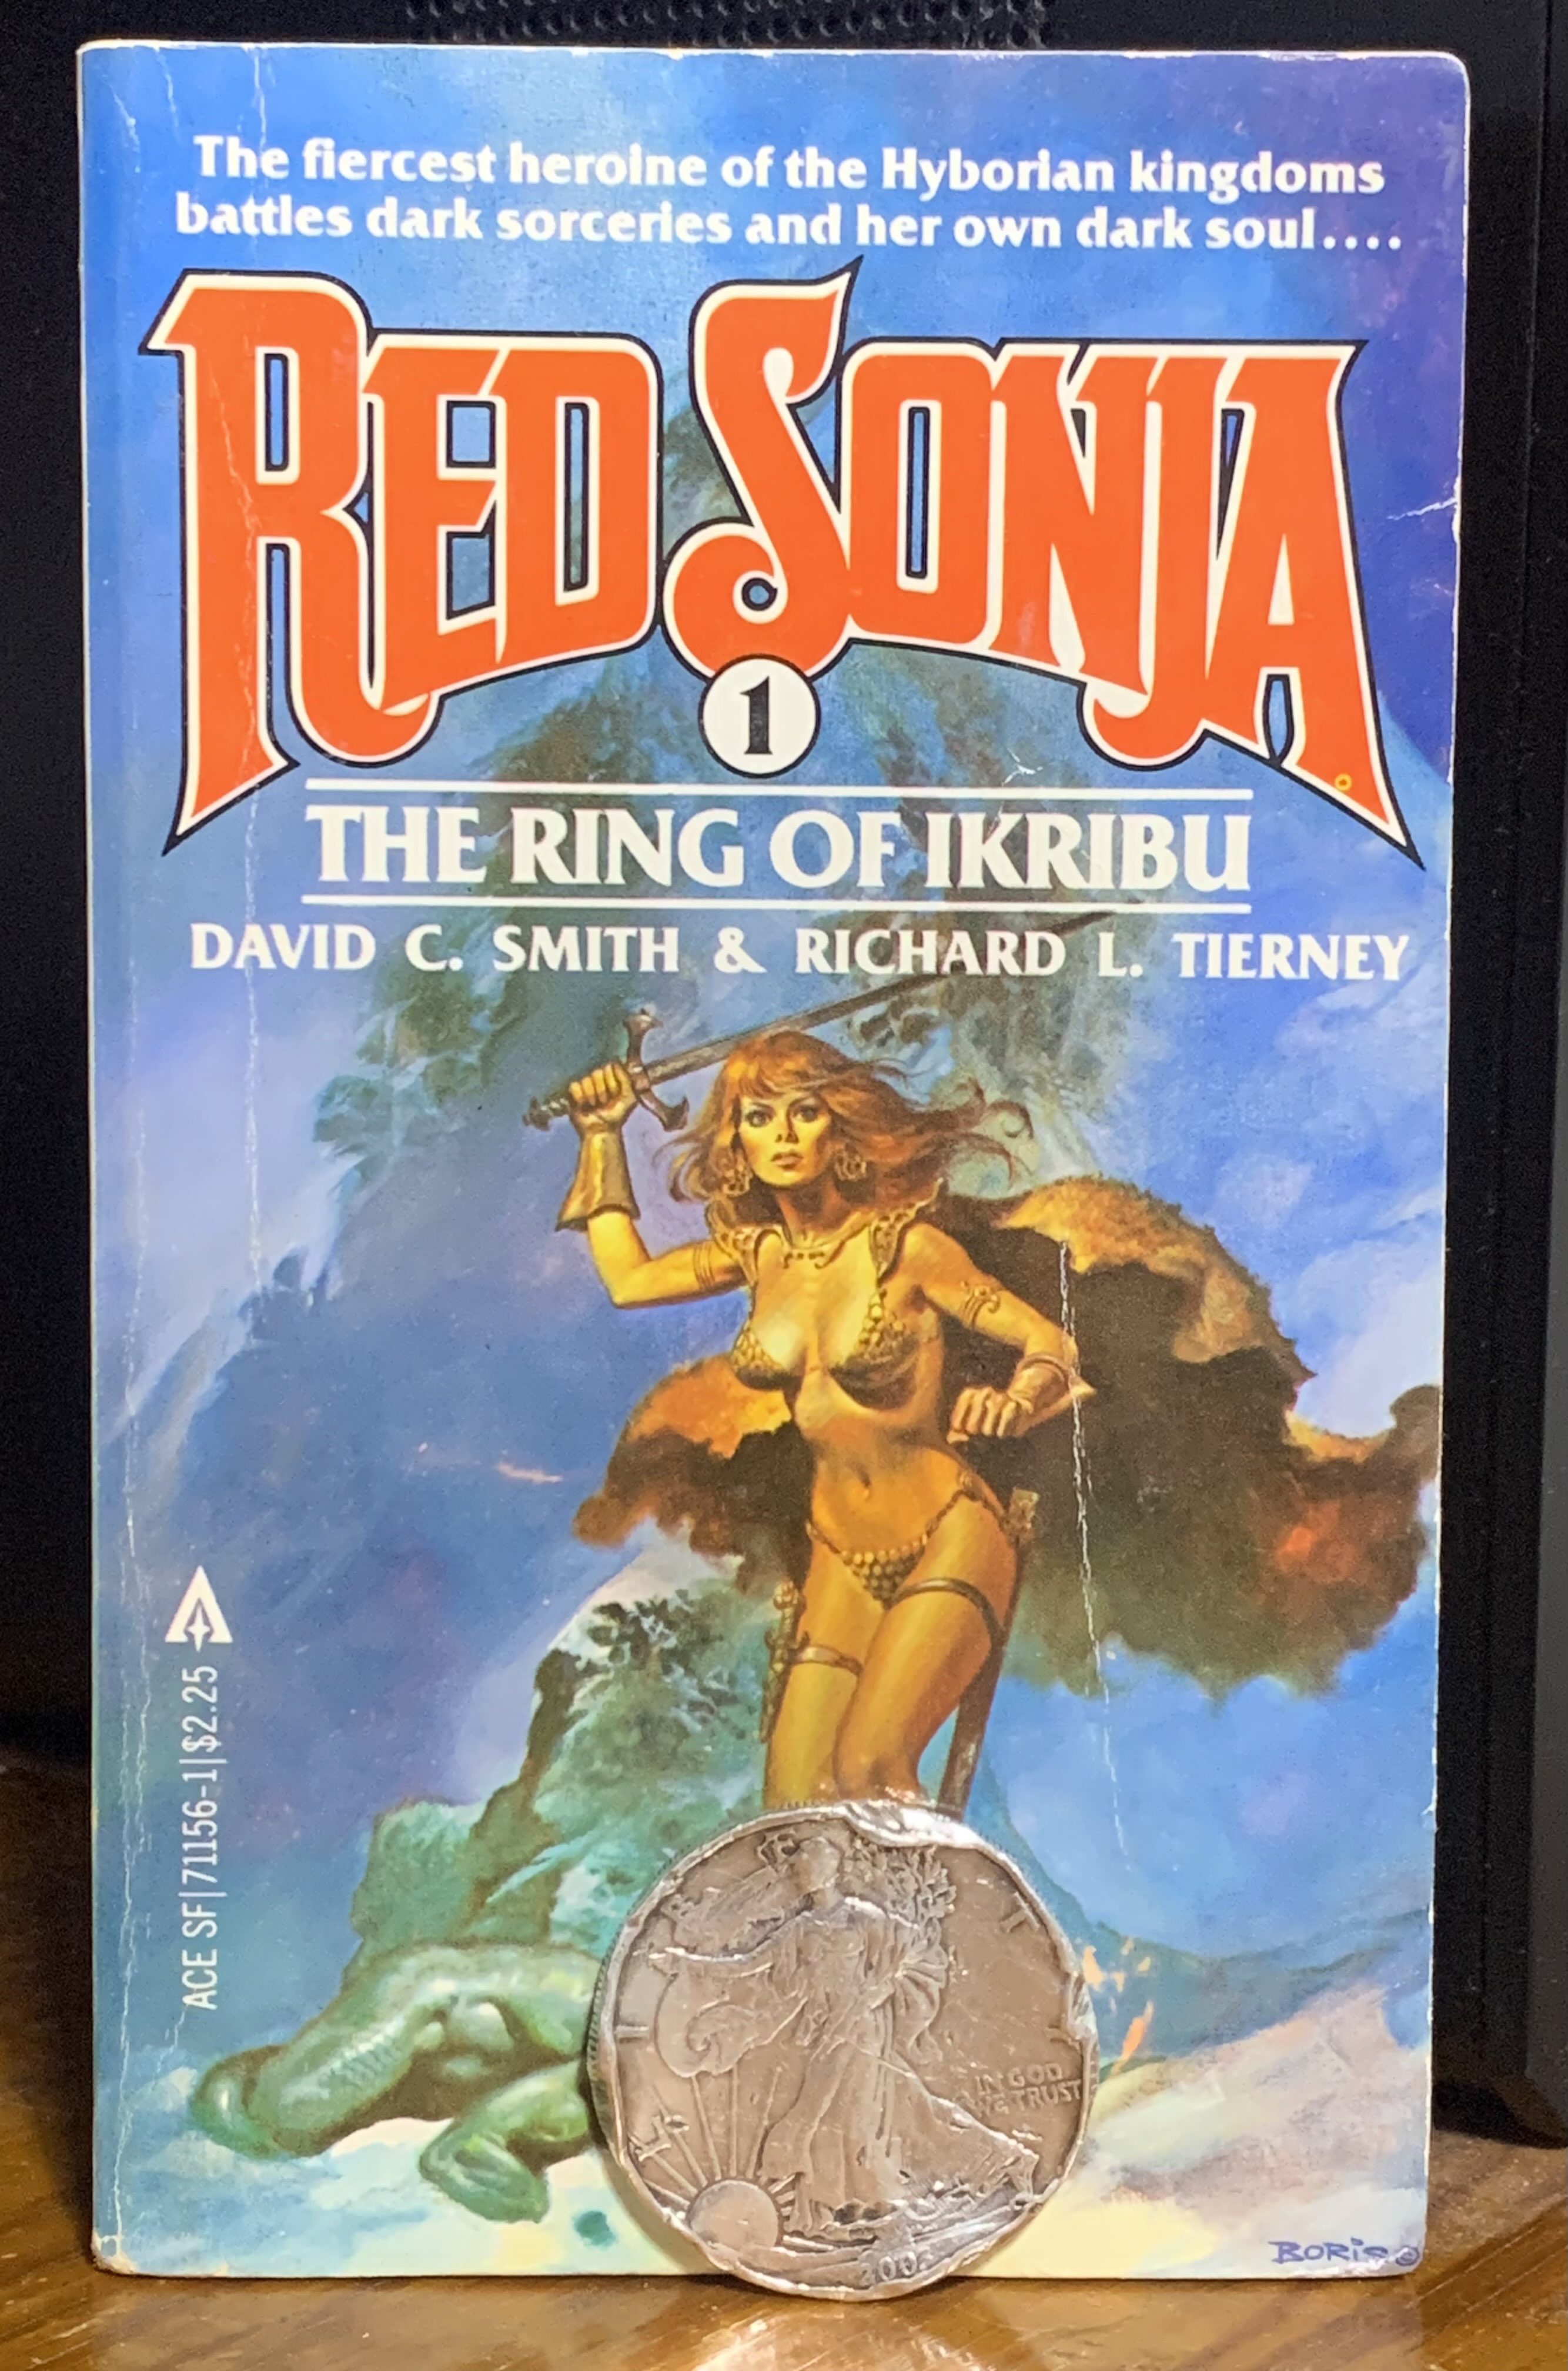 The fiercest heroine of the Hyborian kingdoms
battles dark sorceries and her own dark soul....
RED SONJA
1
THE RING OF IKRIBU
DAVID C. SMITH & RICHARD L. TIERNEY
ACE SF|71156-1|$2.25
IN GOD
WE TRUST
BORIS ©